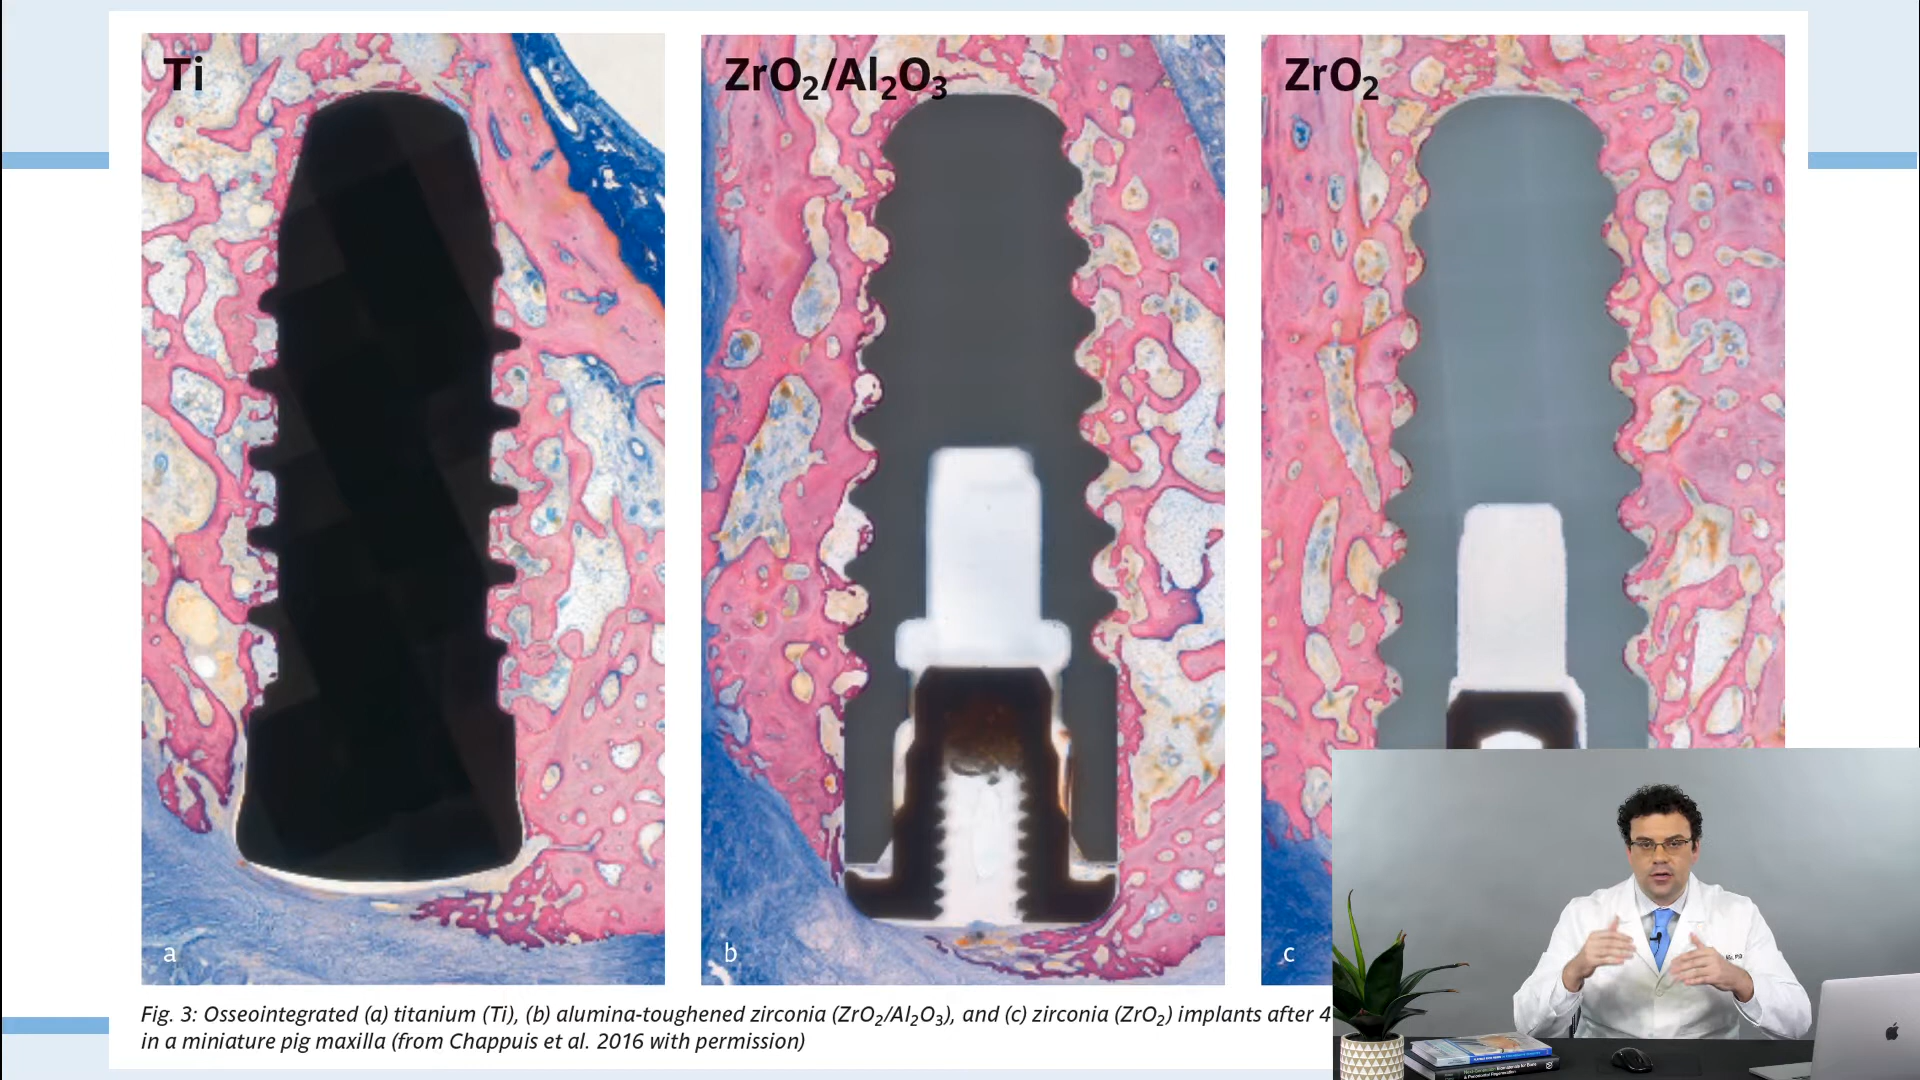 Ti
ZrO₂/Al₂O₃
ZrO₂
a
b
c
Fig. 3: Osseointegrated (a) titanium (Ti), (b) alumina-toughened zirconia (ZrO₂/Al₂O₃), and (c) zirconia (ZrO₂) implants after 4
in a miniature pig maxilla (from Chappuis et al. 2016 with permission)